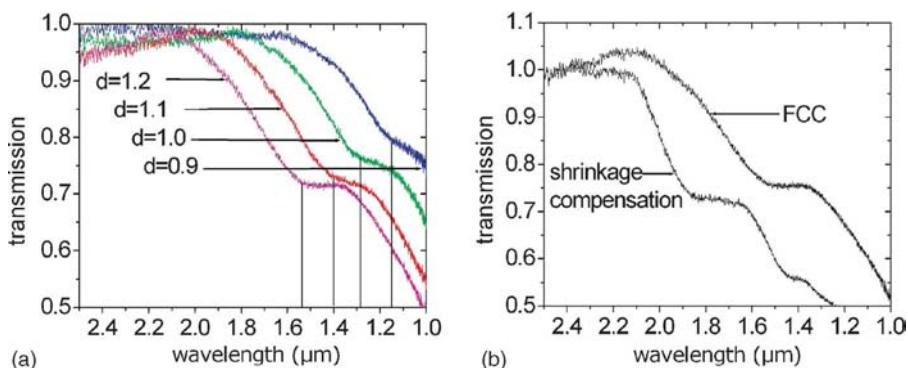 1.0
0.9
0.8
0.7
0.6
0.5
transmission
d=1.2
d=1.1
d=1.0
d=0.9
2.4 2.2 2.0 1.8 1.6 1.4 1.2 1.0
wavelength (µm)
(a)
1.1
1.0
0.9
0.8
0.7
0.6
0.5
transmission
FCC
shrinkage
compensation
2.4 2.2 2.0 1.8 1.6 1.4 1.2 1.0
wavelength (µm)
(b)